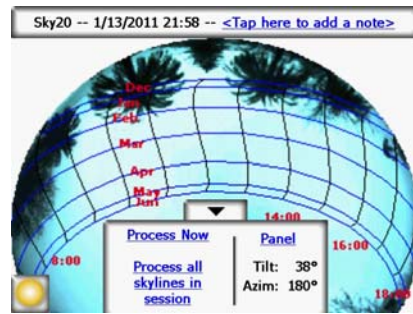 Sky20 -- 1/13/2011 21:58 -- <Tap here to add a note>
Dec
Jan
Feb
Mar
Apr
May
Jun
8:00
14:00
16:00
18:00
Process Now
Process all
skylines in
session
Panel
Tilt: 38°
Azim: 180°